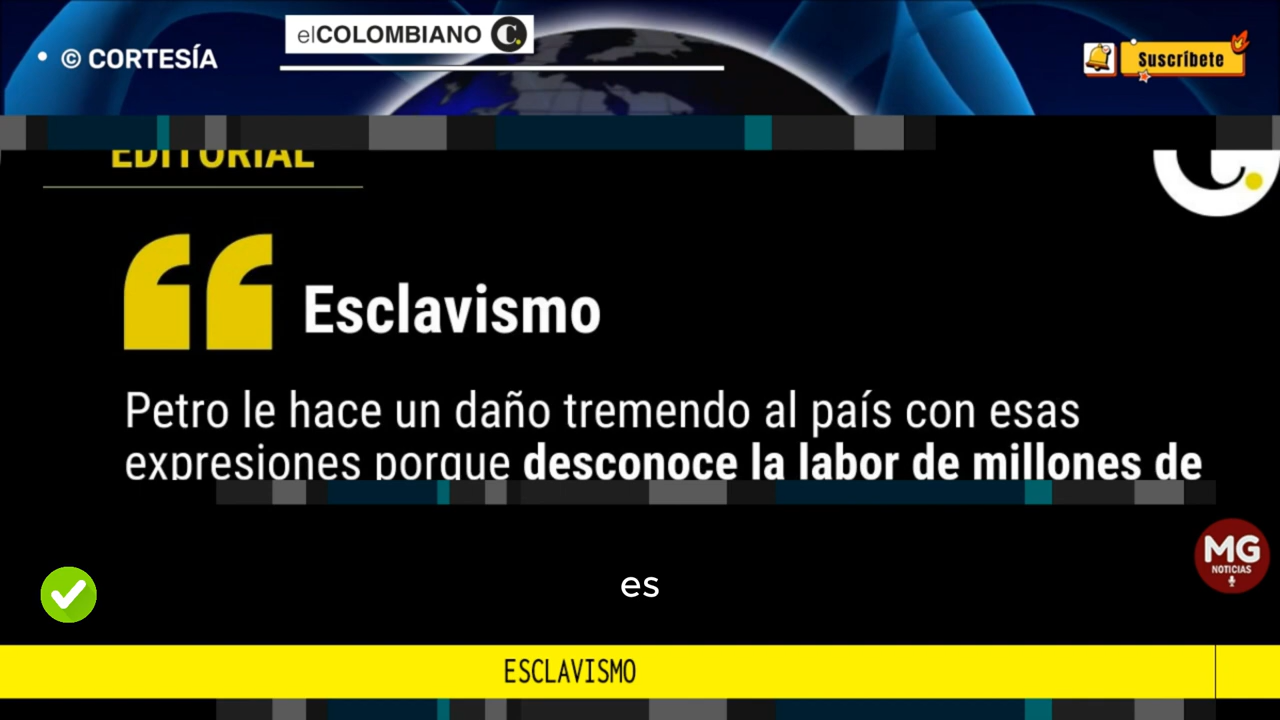 elCOLOMBIANO C.
• © CORTESÍA
Suscríbete
EDITORIAL
“ Esclavismo
Petro le hace un daño tremendo al país con esas
expresiones porque desconoce la labor de millones de
MG
NOTICIAS
es
ESCLAVISMO